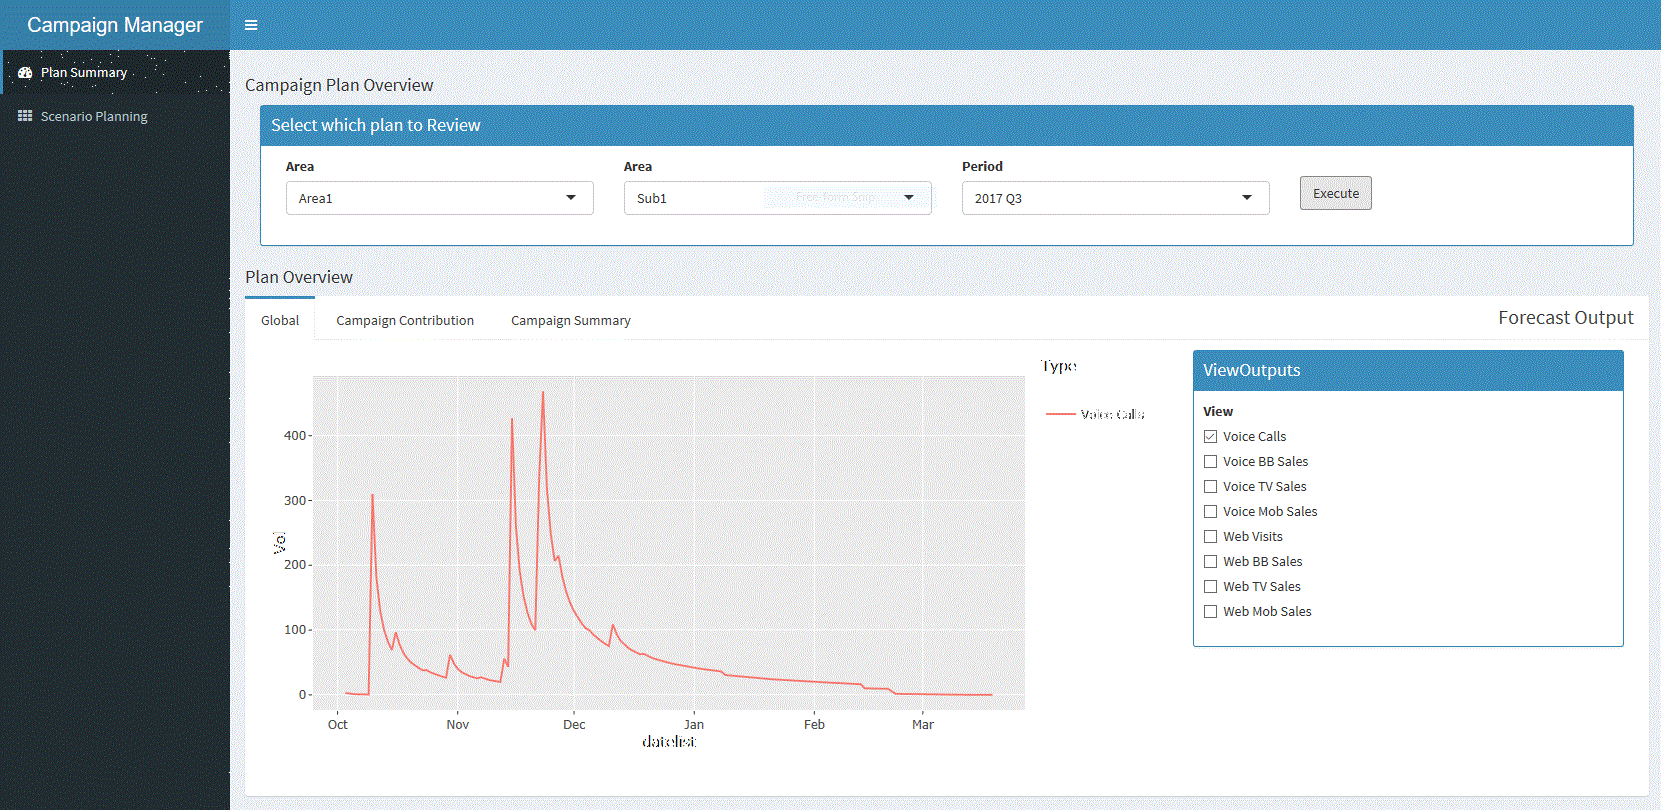 Campaign Manager
Plan Summary
Scenario Planning
Campaign Plan Overview
Select which plan to Review
Area
Area
Period
Area1
Sub1
Free-form Snip
2017 Q3
Execute
Plan Overview
Global
Campaign Contribution
Campaign Summary
Forecast Output
Type
Voice Calls
Vol
400
300
200
100
0
Oct
Nov
Dec
Jan
Feb
Mar
datelist
ViewOutputs
View
Voice Calls
Voice BB Sales
Voice TV Sales
Voice Mob Sales
Web Visits
Web BB Sales
Web TV Sales
Web Mob Sales